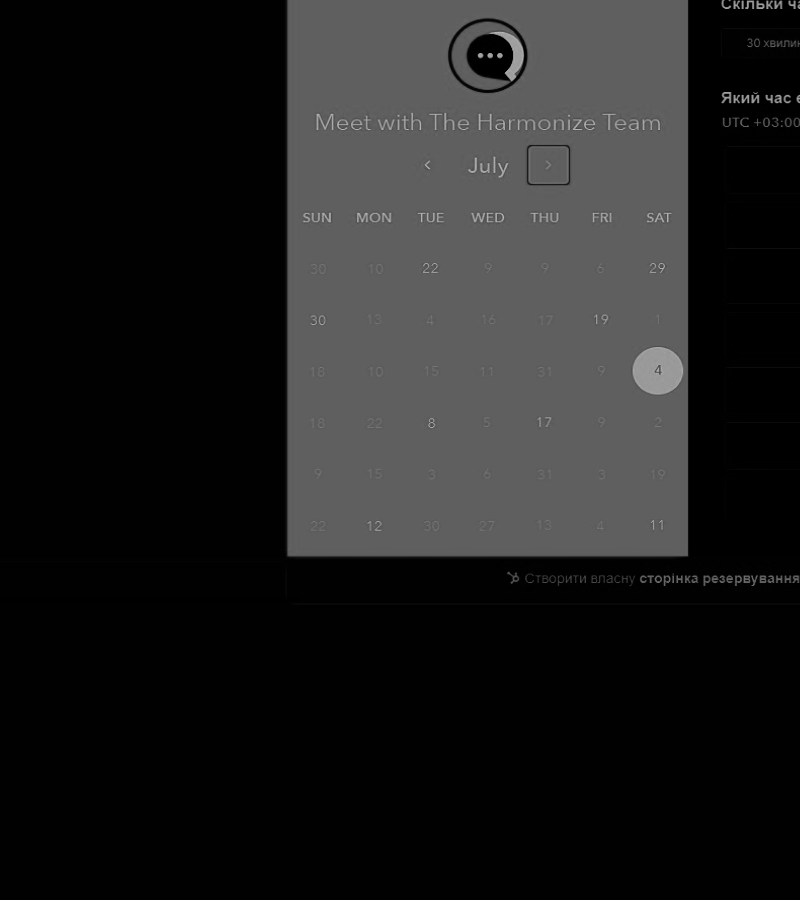 Скільки ча
30 хвилин
Який час є
UTC +03:00
Meet with The Harmonize Team
July
SUN MON TUE WED THU FRI SAT
30 10 22 9 9 6 29
30 13 4 16 17 19 1
18 10 15 11 31 9 4
18 22 8 5 17 9 2
9 15 3 6 31 3 19
22 12 30 27 13 4 11
Створити власну сторінка резервування